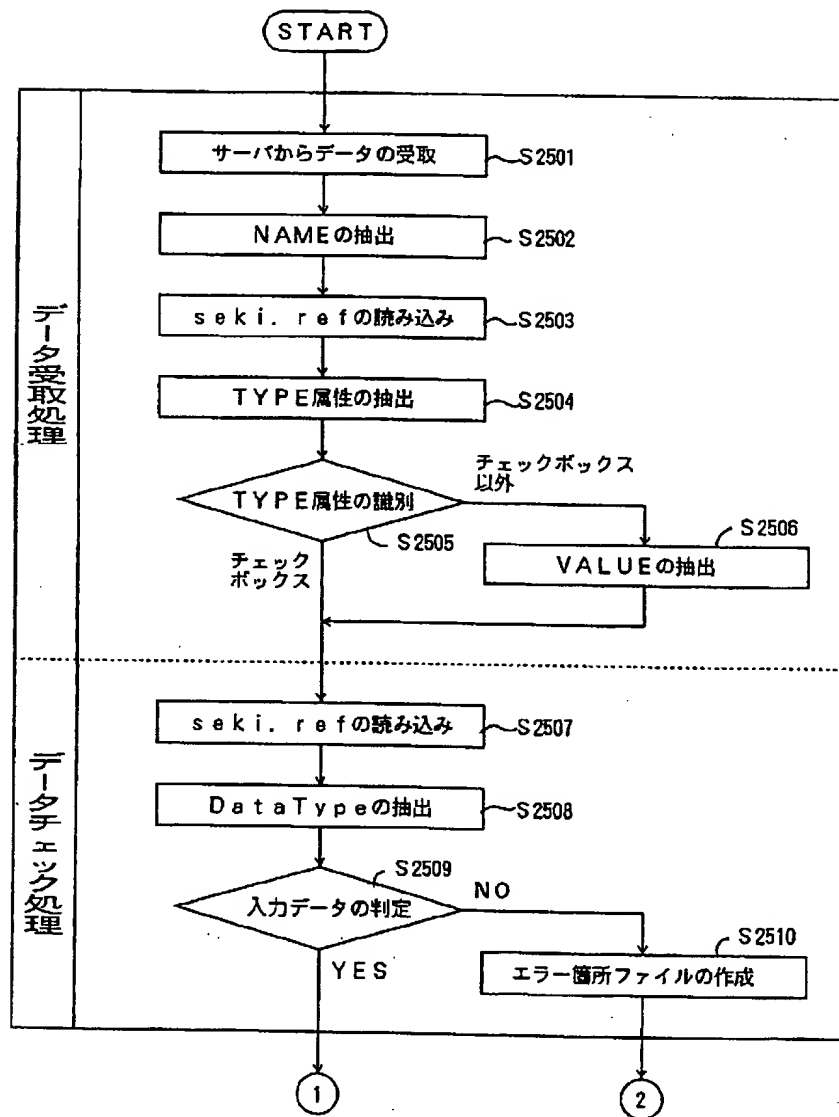 START
データ受取処理
サーバからデータの受取
S2501
NAMEの抽出
S2502
seki.refの読み込み
S2503
TYPE属性の抽出
S2504
TYPE属性の識別
S2505
チェックボックス
以外
チェック
ボックス
S2506
VALUEの抽出
データチェック処理
seki.refの読み込み
S2507
DataTypeの抽出
S2508
S2509
入力データの判定
NO
YES
S2510
エラー箇所ファイルの作成
1
2